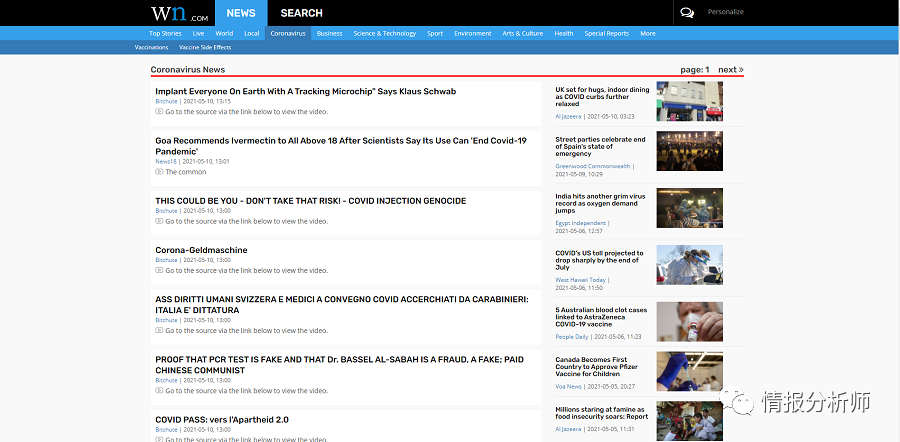 Wn .COM
NEWS
SEARCH
Personalize
Top Stories Live World Local Coronavirus Business Science & Technology Sport Environment Arts & Culture Health Special Reports More
Vaccinations Vaccine Side Effects
Coronavirus News
page: 1 next »
Implant Everyone On Earth With A Tracking Microchip" Says Klaus Schwab
Bitchute | 2021-05-10, 13:15
Go to the source via the link below to view the video.
Goa Recommends Ivermectin to All Above 18 After Scientists Say Its Use Can 'End Covid-19
Pandemic'
News18 | 2021-05-10, 13:01
The common
THIS COULD BE YOU - DON'T TAKE THAT RISK! - COVID INJECTION GENOCIDE
Bitchute | 2021-05-10, 13:00
Go to the source via the link below to view the video.
Corona-Geldmaschine
Bitchute | 2021-05-10, 13:00
Go to the source via the link below to view the video.
ASS DIRITTI UMANI SVIZZERA E MEDICI A CONVEGNO COVID ACCERCHIATI DA CARABINIERI:
ITALIA E' DITTATURA
Bitchute | 2021-05-10, 13:00
Go to the source via the link below to view the video.
PROOF THAT PCR TEST IS FAKE AND THAT Dr. BASSEL AL-SABAH IS A FRAUD, A FAKE; PAID
CHINESE COMMUNIST
Bitchute | 2021-05-10, 13:00
Go to the source via the link below to view the video.
COVID PASS: vers l'Apartheid 2.0
Bitchute | 2021-05-10, 13:00
Go to the source via the link below to view the video.
UK set for hugs, indoor dining
as COVID curbs further
relaxed
Al Jazeera | 2021-05-10, 03:23
Street parties celebrate end
of Spain's state of
emergency
Greenwood Commonwealth |
2021-05-09, 10:29
India hits another grim virus
record as oxygen demand
jumps
Egypt Independent |
2021-05-06, 12:57
COVID's US toll projected to
drop sharply by the end of
July
West Hawaii Today |
2021-05-06, 11:50
5 Australian blood clot cases
linked to AstraZeneca
COVID-19 vaccine
People Daily | 2021-05-06, 11:23
Canada Becomes First
Country to Approve Pfizer
Vaccine for Children
Voa News | 2021-05-05, 20:27
Millions staring at famine as
food insecurity soars: Report
Al Jazeera | 2021-05-05, 11:31
情报分析师